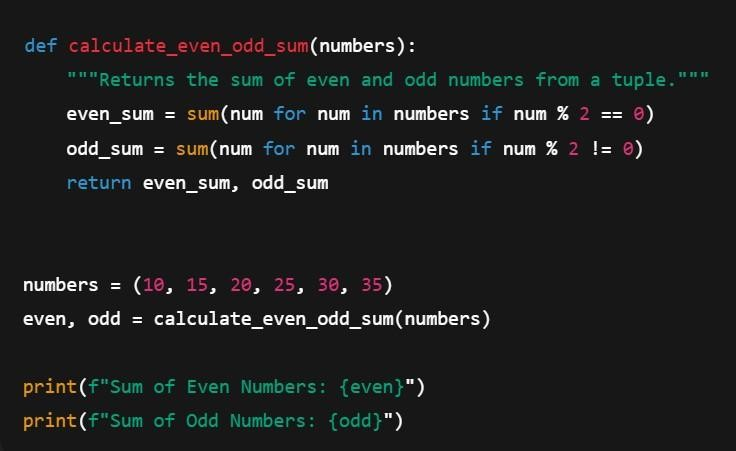 def calculate_even_odd_sum(numbers):
    """Returns the sum of even and odd numbers from a tuple."""
    even_sum = sum(num for num in numbers if num % 2 == 0)
    odd_sum = sum(num for num in numbers if num % 2 != 0)
    return even_sum, odd_sum
numbers = (10, 15, 20, 25, 30, 35)
even, odd = calculate_even_odd_sum(numbers)
print(f"Sum of Even Numbers: {even}")
print(f"Sum of Odd Numbers: {odd}")